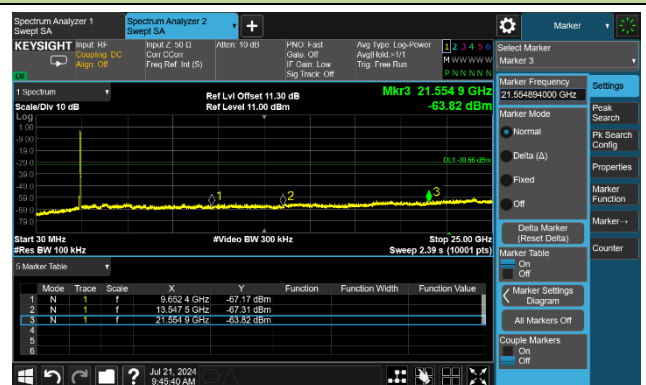 Spectrum Analyzer 1
Swept SA
Spectrum Analyzer 2
Swept SA
Marker
KEYSIGHT
Input: RF
Coupling: DC
Align: Off
Input Z: 50 Ω
Corr CCorr
Freq Ref: Int (S)
Atten: 10 dB
PNO: Fast
Gate: Off
IF Gain: Low
Sig Track: Off
Avg Type: Log-Power
Avg|Hold:>1/1
Trig: Free Run
1 2 3 4 5 6
M W W W W W
P N N N N N
LW
Select Marker
Marker 3
1 Spectrum
Scale/Div 10 dB
Ref Lvl Offset 11.30 dB
Ref Level 11.00 dBm
Mkr3 21.554 9 GHz
-63.82 dBm
Log
1.00
-9.00
-19.0
-29.0
-39.0
-49.0
-59.0
-69.0
-79.0
DL1 -30.66 dBm
1
2
3
Start 30 MHz
#Res BW 100 kHz
#Video BW 300 kHz
Stop 25.00 GHz
Sweep 2.39 s (10001 pts)
5 Marker Table
Mode Trace Scale X Y Function Function Width Function Value
1 N 1 f 9.652 4 GHz -67.17 dBm
2 N 1 f 13.547 5 GHz -67.31 dBm
3 N 1 f 21.554 9 GHz -63.82 dBm
4
5
6
Marker Frequency
21.554894000 GHz
Marker Mode
Normal
Delta (Δ)
Fixed
Off
Delta Marker
(Reset Delta)
Marker Table
On
Off
Marker Settings
Diagram
All Markers Off
Couple Markers
On
Off
Settings
Peak
Search
Pk Search
Config
Properties
Marker
Function
Marker→
Counter
?
Jul 21, 2024
9:45:40 AM